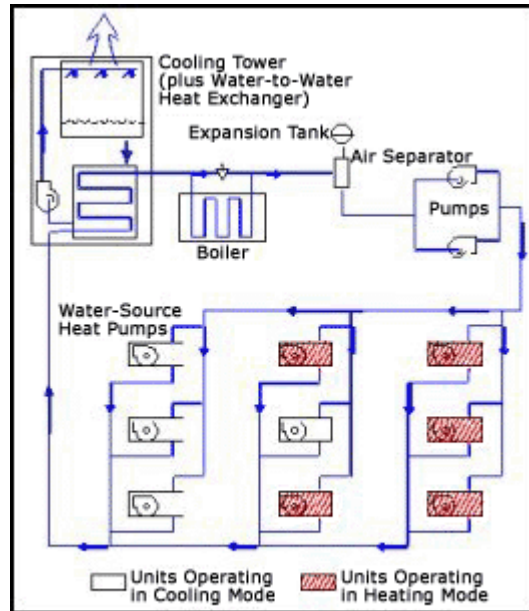 Cooling Tower
(plus Water-to-Water
Heat Exchanger)
Expansion Tank
Air Separator
Pumps
Boiler
Water-Source
Heat Pumps
Units Operating
in Cooling Mode
Units Operating
in Heating Mode